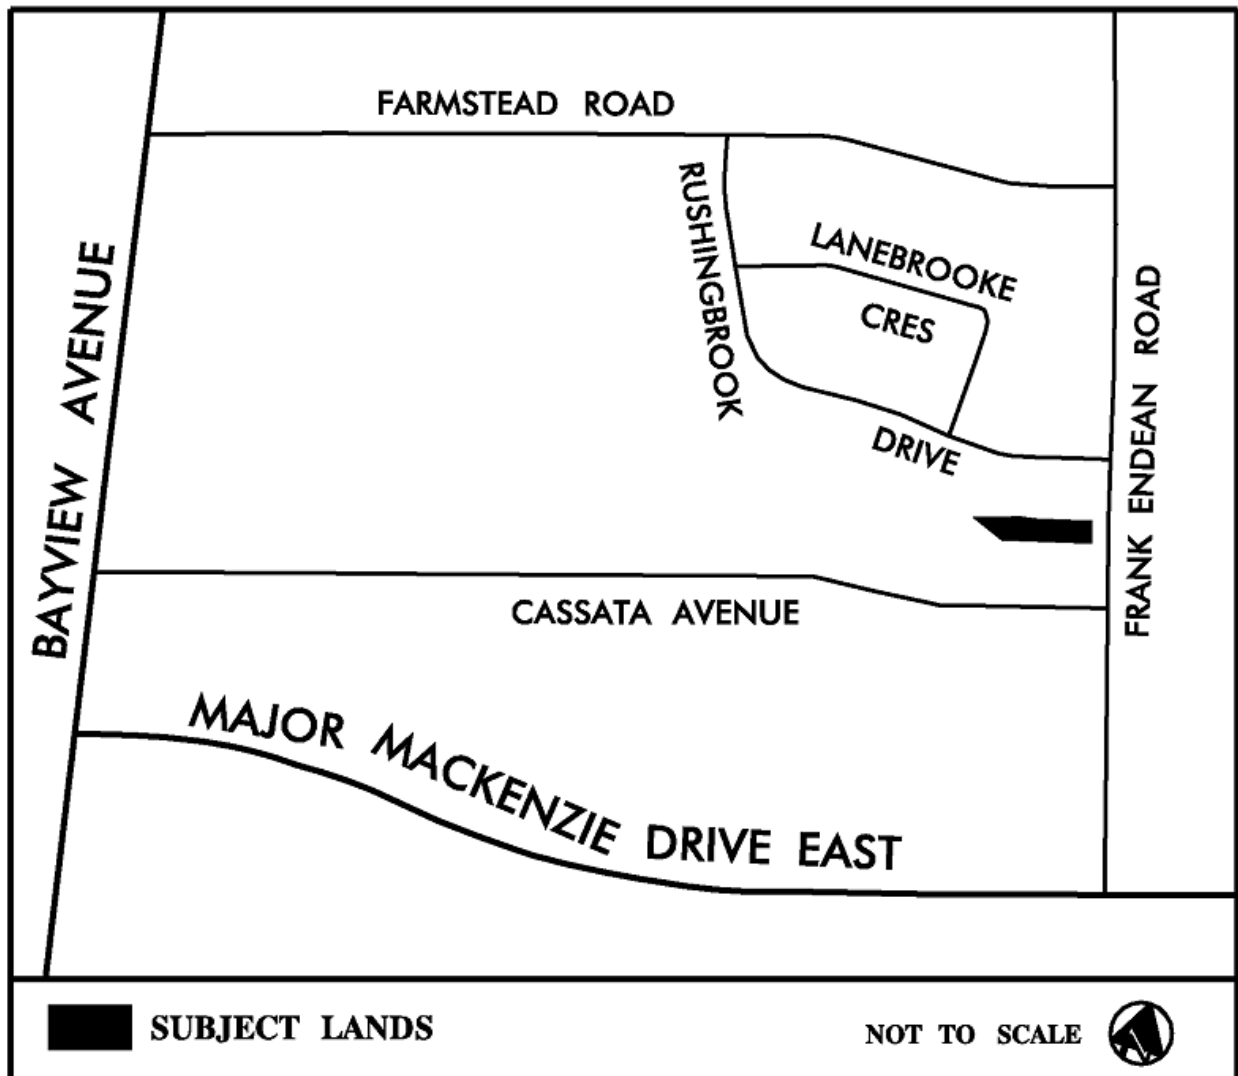 FARMSTEAD ROAD
RUSHINGBROOK
DRIVE
LANEBROOKE
CRES
BAYVIEW AVENUE
FRANK ENDEAN ROAD
CASSATA AVENUE
MAJOR MACKENZIE DRIVE EAST
SUBJECT LANDS
NOT TO SCALE